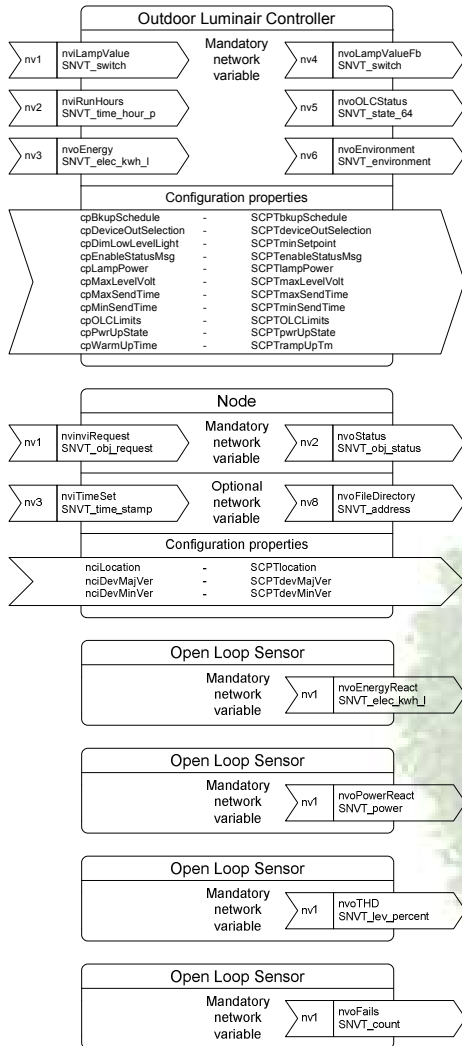 Outdoor Luminair Controller
nv1
nviLampValue
SNVT_switch
Mandatory
network
variable
nv4
nvoLampValueFb
SNVT_switch
nv2
nviRunHours
SNVT_time_hour_p
nv5
nvoOLCStatus
SNVT_state_64
nv3
nvoEnergy
SNVT_elec_kwh_l
nv6
nvoEnvironment
SNVT_environment
Configuration properties
cpBkupSchedule - SCPTbkupSchedule
cpDeviceOutSelection - SCPTdeviceOutSelection
cpDimLowLevelLight - SCPTminSetpoint
cpEnableStatusMsg - SCPTenableStatusMsg
cpLampPower - SCPTlampPower
cpMaxLevelVolt - SCPTmaxLevelVolt
cpMaxSendTime - SCPTmaxSendTime
cpMinSendTime - SCPTminSendTime
cpOLCLimits - SCPTOLCLimits
cpPwrUpState - SCPTpwrUpState
cpWarmUpTime - SCPTrampUpTm
Node
nv1
nvinviRequest
SNVT_obj_request
Mandatory
network
variable
nv2
nvoStatus
SNVT_obj_status
nv3
nviTimeSet
SNVT_time_stamp
Optional
network
variable
nv8
nvoFileDirectory
SNVT_address
Configuration properties
nciLocation - SCPTlocation
nciDevMajVer - SCPTdevMajVer
nciDevMinVer - SCPTdevMinVer
Open Loop Sensor
Mandatory
network
variable
nv1
nvoEnergyReact
SNVT_elec_kwh_l
Open Loop Sensor
Mandatory
network
variable
nv1
nvoPowerReact
SNVT_power
Open Loop Sensor
Mandatory
network
variable
nv1
nvoTHD
SNVT_lev_percent
Open Loop Sensor
Mandatory
network
variable
nv1
nvoFails
SNVT_count